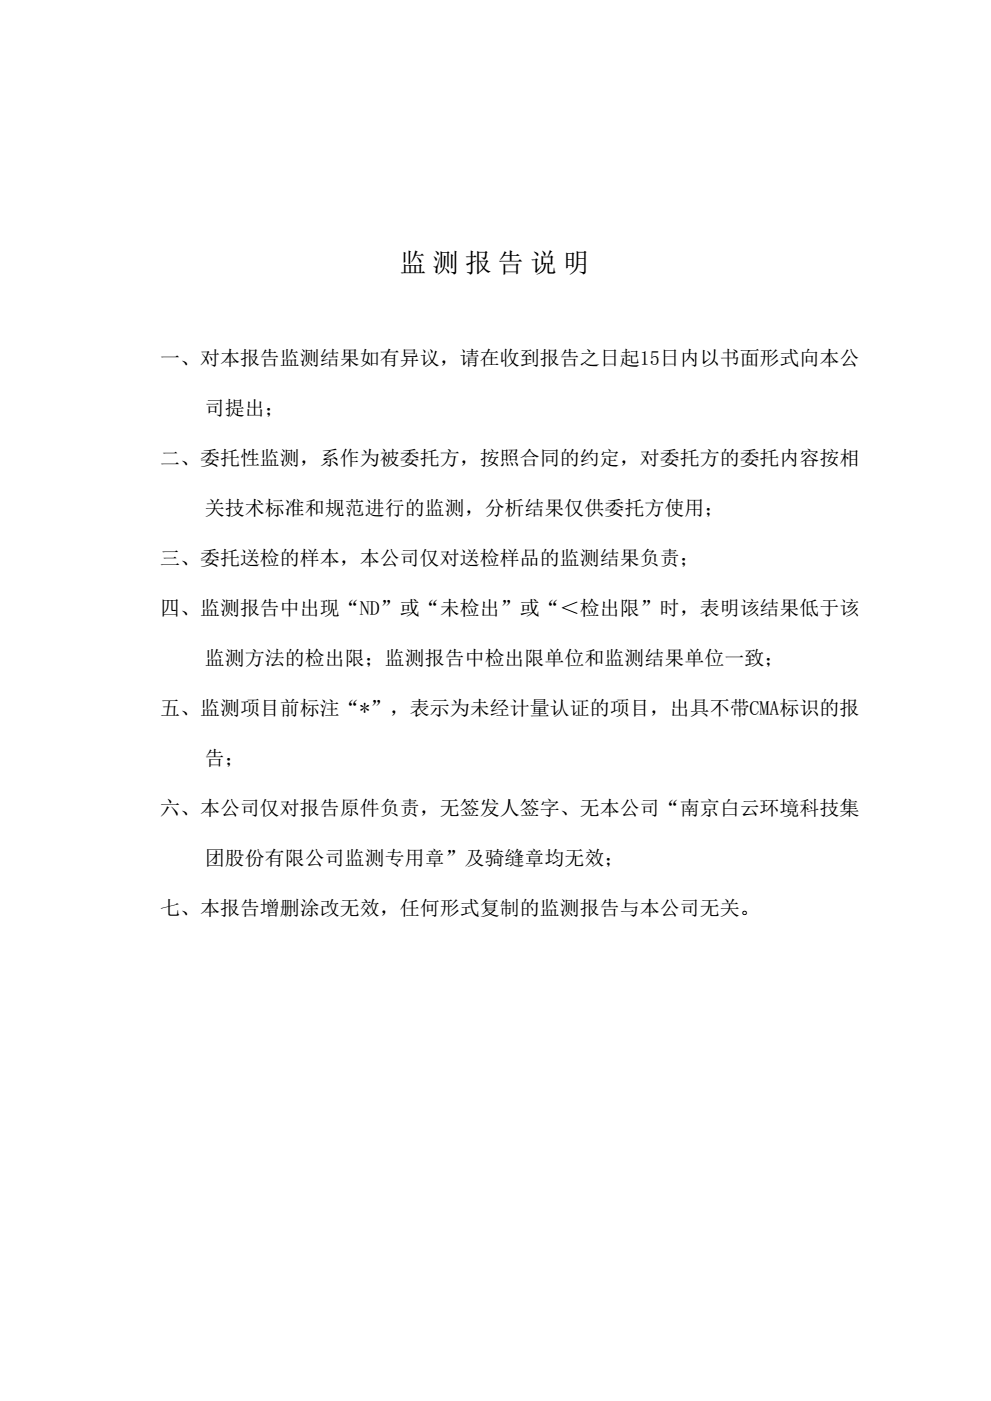 监测报告说明
一、对本报告监测结果如有异议，请在收到报告之日起15日内以书面形式向本公
司提出；
二、委托性监测，系作为被委托方，按照合同的约定，对委托方的委托内容按相
关技术标准和规范进行的监测，分析结果仅供委托方使用；
三、委托送检的样本，本公司仅对送检样品的监测结果负责；
四、监测报告中出现“ND”或“未检出”或“＜检出限”时，表明该结果低于该
监测方法的检出限；监测报告中检出限单位和监测结果单位一致；
五、监测项目前标注“*”，表示为未经计量认证的项目，出具不带CMA标识的报
告；
六、本公司仅对报告原件负责，无签发人签字、无本公司“南京白云环境科技集
团股份有限公司监测专用章”及骑缝章均无效；
七、本报告增删涂改无效，任何形式复制的监测报告与本公司无关。